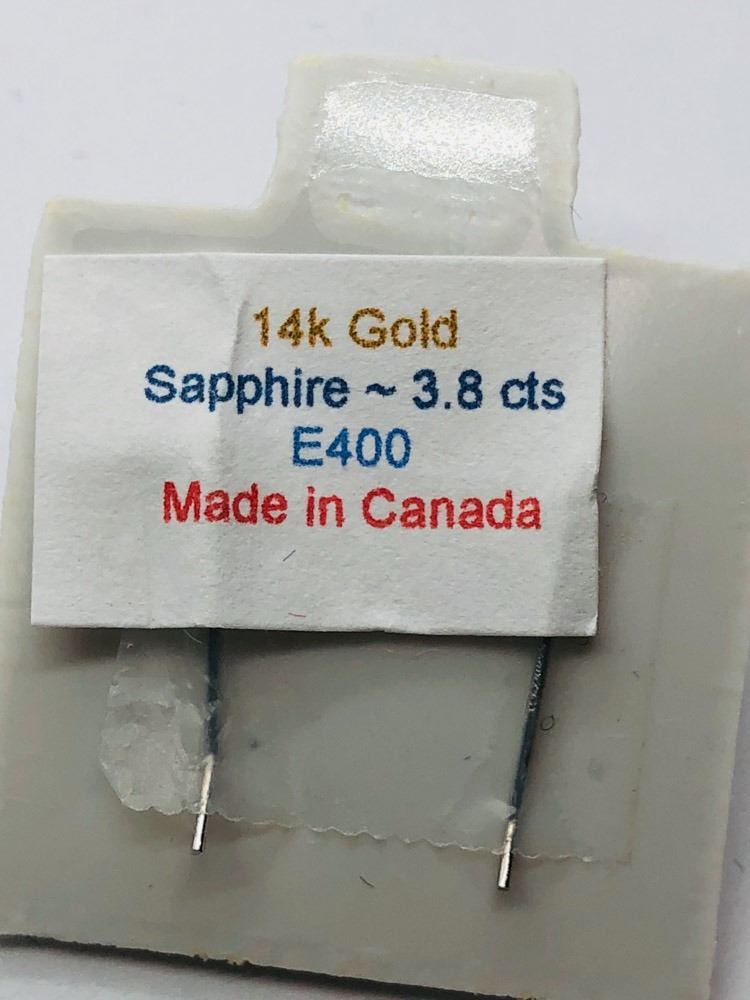 14k Gold
Sapphire ~ 3.8 cts
E400
Made in Canada